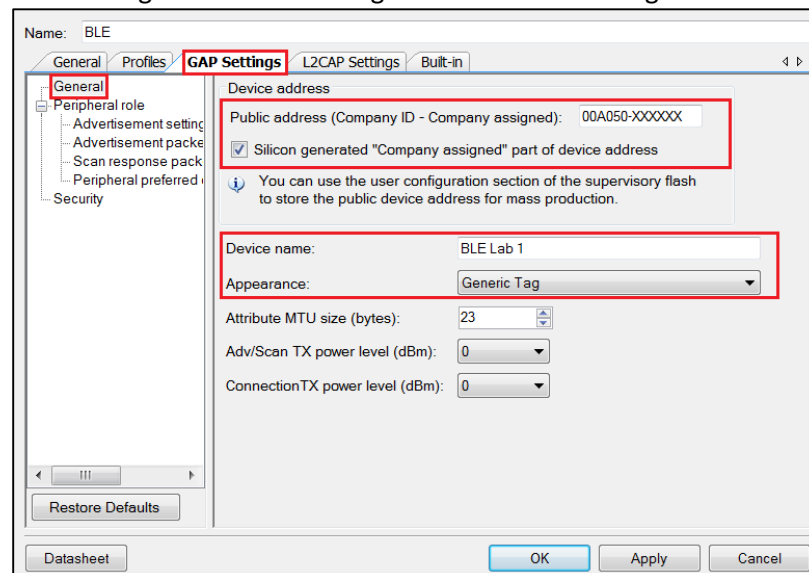 Name: BLE
General Profiles GAP Settings L2CAP Settings Built-in
General
Peripheral role
Advertisement setting
Advertisement packe
Scan response pack
Peripheral preferred
Security
Device address
Public address (Company ID - Company assigned): 00A050-XXXXXX
Silicon generated "Company assigned" part of device address
You can use the user configuration section of the supervisory flash
to store the public device address for mass production.
Device name: BLE Lab 1
Appearance: Generic Tag
Attribute MTU size (bytes): 23
Adv/Scan TX power level (dBm): 0
ConnectionTX power level (dBm): 0
Restore Defaults
Datasheet OK Apply Cancel